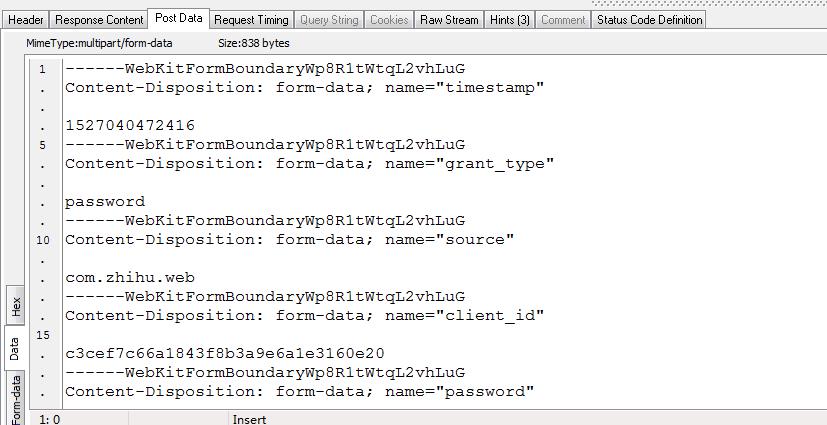 Header Response Content Post Data Request Timing Query String Cookies Raw Stream Hints (3) Comment Status Code Definition
MimeType:multipart/form-data Size:838 bytes
1 ------WebKitFormBoundaryWp8R1tWtqL2vhLuG
. Content-Disposition: form-data; name="timestamp"
.
. 1527040472416
5 ------WebKitFormBoundaryWp8R1tWtqL2vhLuG
. Content-Disposition: form-data; name="grant_type"
.
. password
. ------WebKitFormBoundaryWp8R1tWtqL2vhLuG
10 Content-Disposition: form-data; name="source"
.
. com.zhihu.web
. ------WebKitFormBoundaryWp8R1tWtqL2vhLuG
. Content-Disposition: form-data; name="client_id"
15
. c3cef7c66a1843f8b3a9e6a1e3160e20
. ------WebKitFormBoundaryWp8R1tWtqL2vhLuG
. Content-Disposition: form-data; name="password"
Hex
Data
Form-data
1: 0 Insert